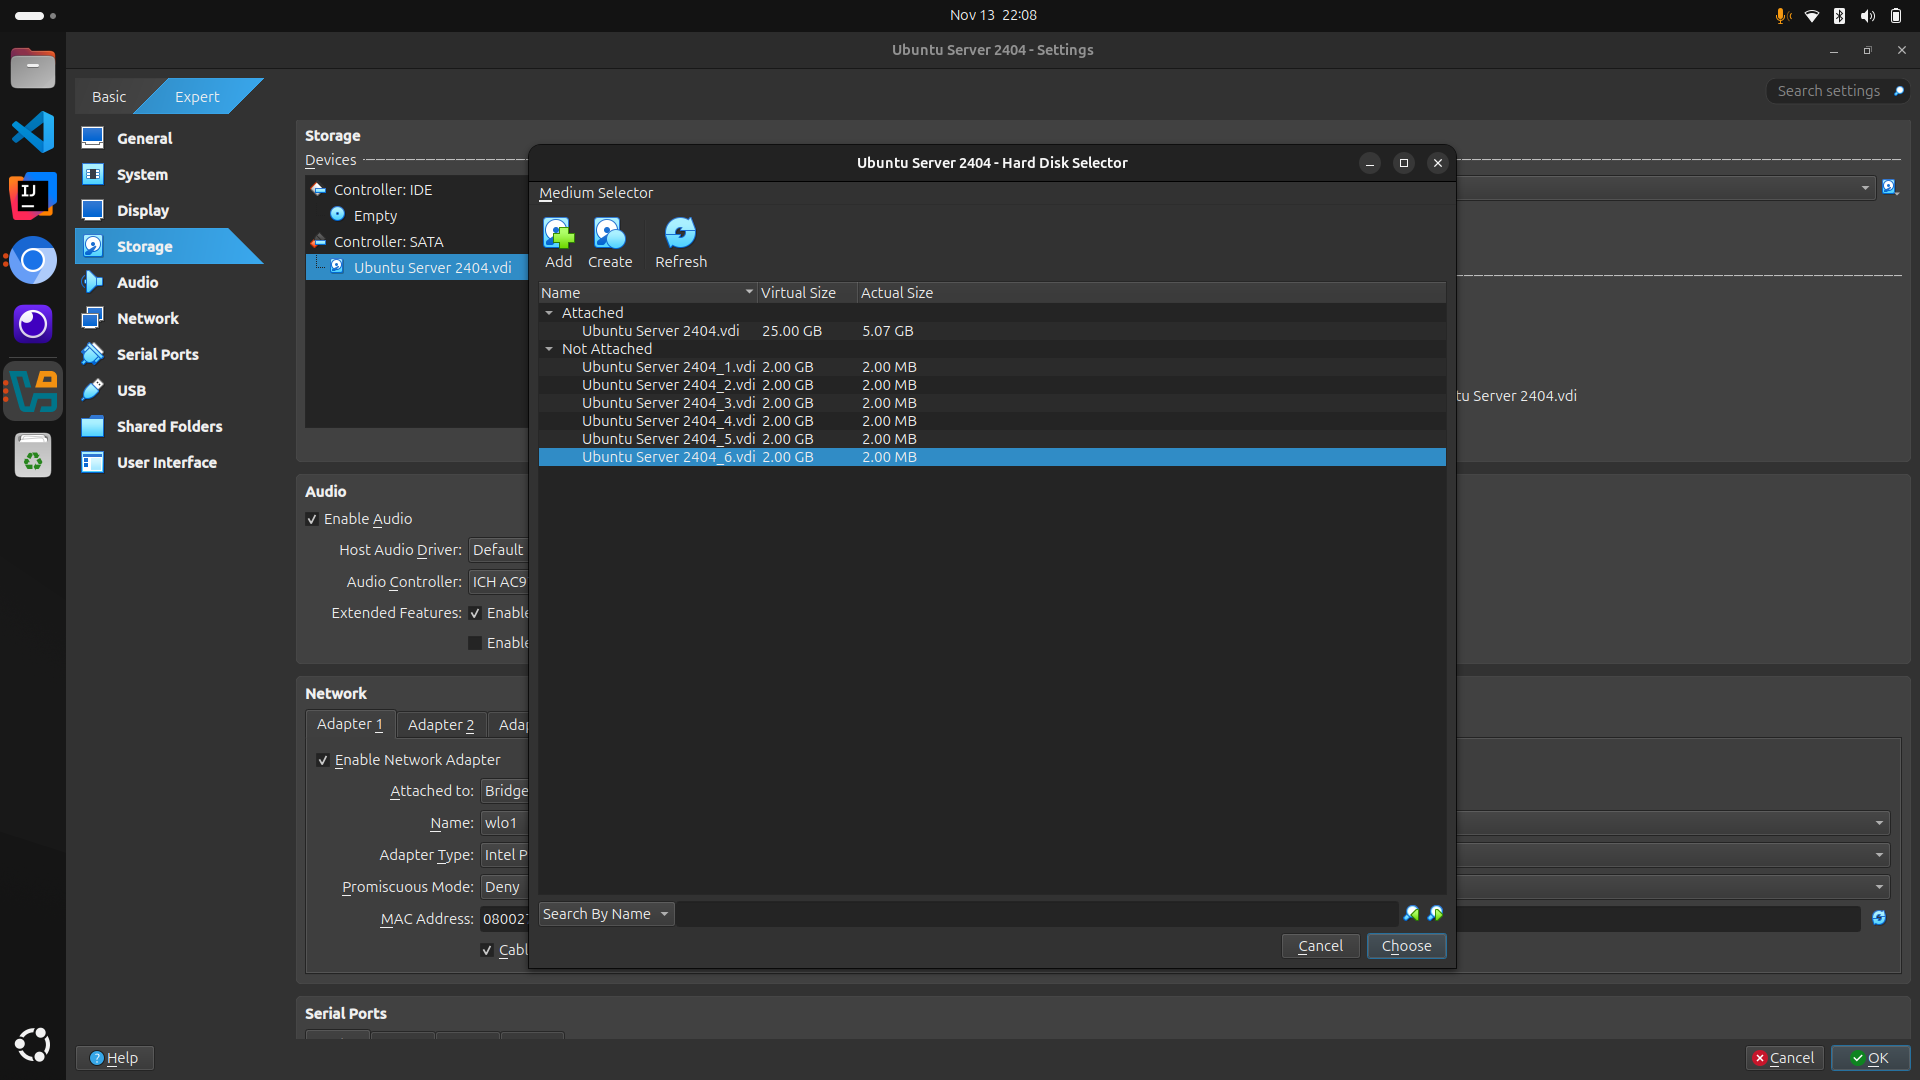 Nov 13 22:08
Ubuntu Server 2404 - Settings
Basic
Expert
Search settings
General
System
Display
Storage
Audio
Network
Serial Ports
USB
Shared Folders
User Interface
Storage
Devices
Controller: IDE
Empty
Controller: SATA
Ubuntu Server 2404.vdi
tu Server 2404.vdi
Audio
Enable Audio
Host Audio Driver: Default
Audio Controller: ICH AC9
Extended Features: Enable
Enable
Network
Adapter 1
Adapter 2
Adap
Enable Network Adapter
Attached to: Bridge
Name: wlo1
Adapter Type: Intel P
Promiscuous Mode: Deny
MAC Address: 080027
Cabl
Serial Ports
Help
Cancel
OK
Ubuntu Server 2404 - Hard Disk Selector
Medium Selector
Add
Create
Refresh
Name Virtual Size Actual Size
Attached
Ubuntu Server 2404.vdi 25.00 GB 5.07 GB
Not Attached
Ubuntu Server 2404_1.vdi 2.00 GB 2.00 MB
Ubuntu Server 2404_2.vdi 2.00 GB 2.00 MB
Ubuntu Server 2404_3.vdi 2.00 GB 2.00 MB
Ubuntu Server 2404_4.vdi 2.00 GB 2.00 MB
Ubuntu Server 2404_5.vdi 2.00 GB 2.00 MB
Ubuntu Server 2404_6.vdi 2.00 GB 2.00 MB
Search By Name
Cancel
Choose
IJ